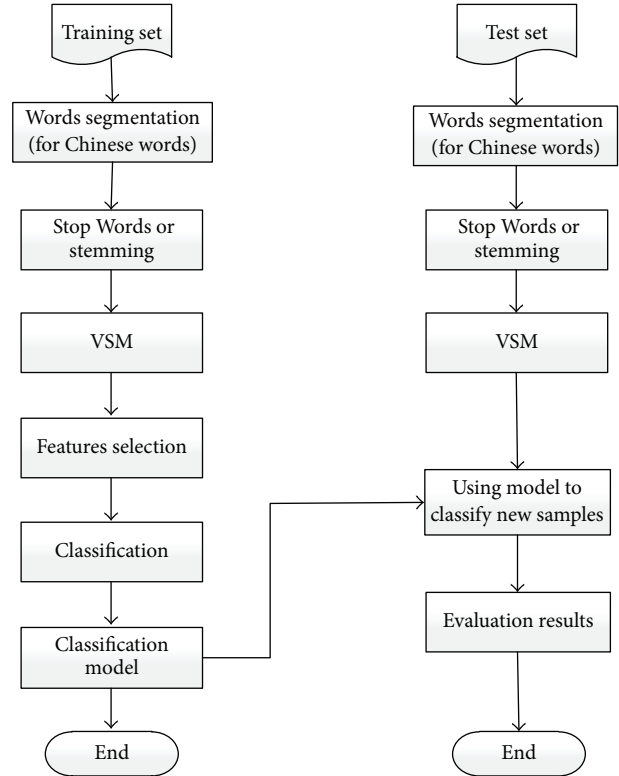 Training set
Words segmentation
(for Chinese words)
Stop Words or
stemming
VSM
Features selection
Classification
Classification
model
End
Test set
Words segmentation
(for Chinese words)
Stop Words or
stemming
VSM
Using model to
classify new samples
Evaluation results
End